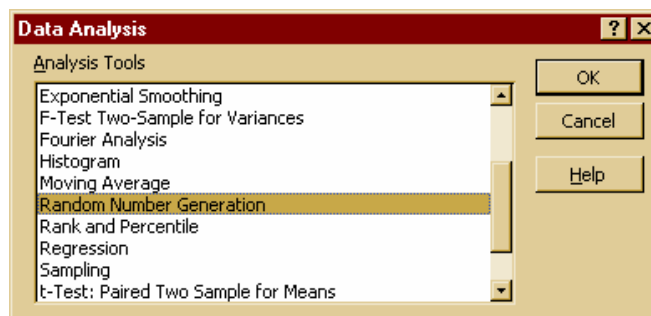 Data Analysis
Analysis Tools
Exponential Smoothing
F-Test Two-Sample for Variances
Fourier Analysis
Histogram
Moving Average
Random Number Generation
Rank and Percentile
Regression
Sampling
t-Test: Paired Two Sample for Means
OK
Cancel
Help